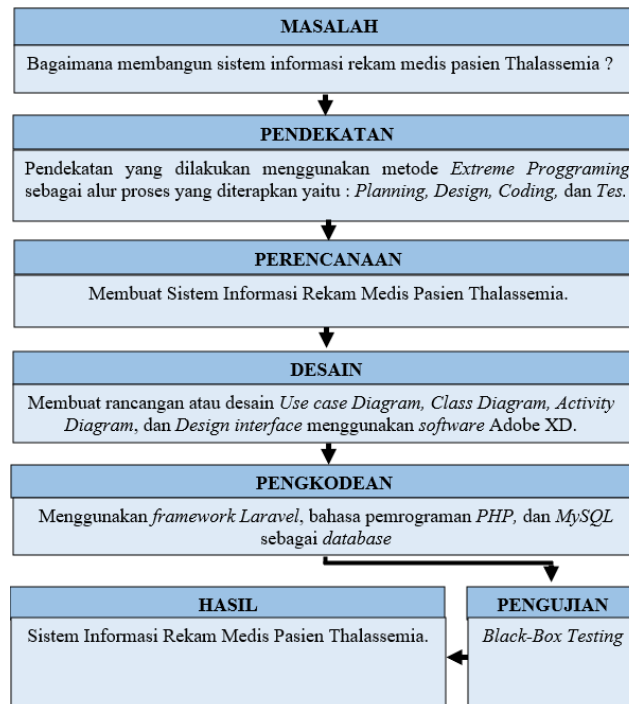 MASALAH
Bagaimana membangun sistem informasi rekam medis pasien Thalassemia ?
PENDEKATAN
Pendekatan yang dilakukan menggunakan metode Extreme Proggraming
sebagai alur proses yang diterapkan yaitu : Planning, Design, Coding, dan Tes.
PERENCANAAN
Membuat Sistem Informasi Rekam Medis Pasien Thalassemia.
DESAIN
Membuat rancangan atau desain Use case Diagram, Class Diagram, Activity
Diagram, dan Design interface menggunakan software Adobe XD.
PENGKODEAN
Menggunakan framework Laravel, bahasa pemrograman PHP, dan MySQL
sebagai database
HASIL
Sistem Informasi Rekam Medis Pasien Thalassemia.
PENGUJIAN
Black-Box Testing